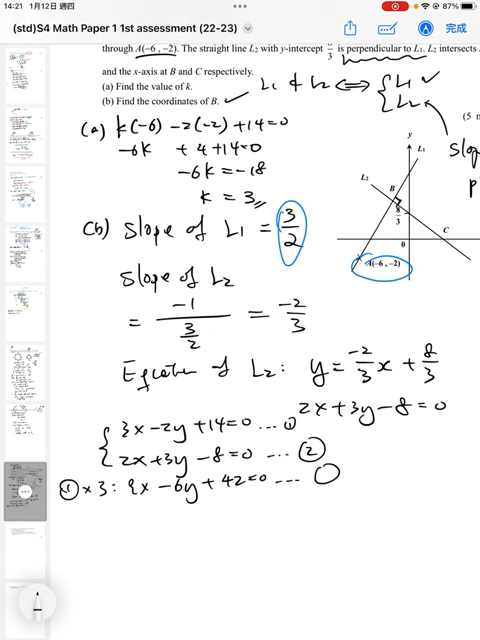 14:21 1月12日 週四
87%
(std)S4 Math Paper 1 1st assessment (22-23)
完成
through A(−6 , −2). The straight line L2 with y-intercept 8/3 is perpendicular to L1. L2 intersects
and the x-axis at B and C respectively.
(a) Find the value of k.
(b) Find the coordinates of B.
L1 & L2 ⟺ { L1 ✓
L2
(5
(a) k(-6) -2(-2) +14=0
-6k + 4+14=0
-6k = -18
k = 3
y
L1
L2
B
8/3
0
C
A(−6 , −2)
(b) Slope of L1 = 3/2
Slope of L2
= -1/(3/2) = -2/3
Equation of L2: y = -2/3 x + 8/3
2x+3y-8=0
{ 3x-2y+14=0 ... ①
2x+3y-8=0 ... ②
① x3: 9x-6y+42=0 ...